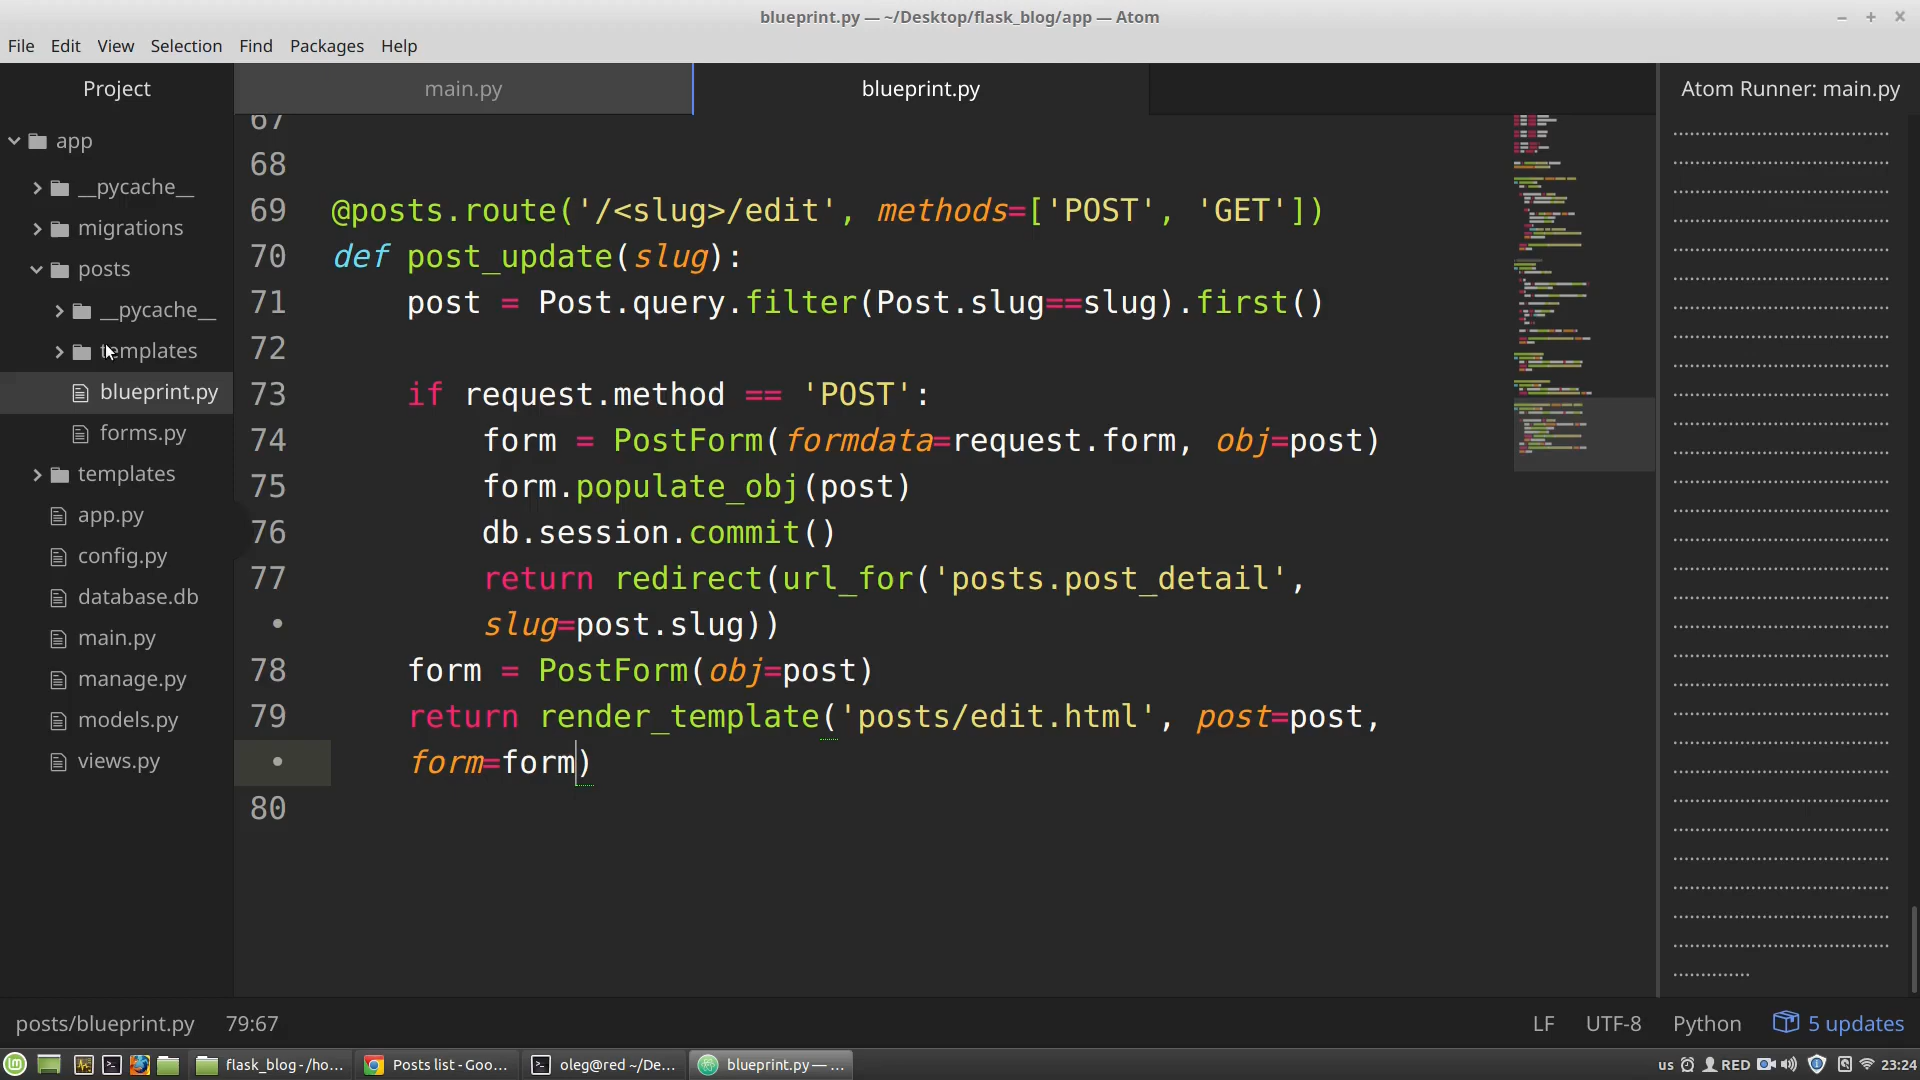 blueprint.py — ~/Desktop/flask_blog/app — Atom
File Edit View Selection Find Packages Help
Project
main.py
blueprint.py
Atom Runner: main.py
app
__pycache__
migrations
posts
__pycache__
templates
blueprint.py
forms.py
templates
app.py
config.py
database.db
main.py
manage.py
models.py
views.py
67
68
69 @posts.route('/<slug>/edit', methods=['POST', 'GET'])
70 def post_update(slug):
71 post = Post.query.filter(Post.slug==slug).first()
72
73 if request.method == 'POST':
74 form = PostForm(formdata=request.form, obj=post)
75 form.populate_obj(post)
76 db.session.commit()
77 return redirect(url_for('posts.post_detail',
• slug=post.slug))
78 form = PostForm(obj=post)
79 return render_template('posts/edit.html', post=post,
• form=form)
80
posts/blueprint.py 79:67
LF UTF-8 Python 5 updates
flask_blog - /ho...
Posts list - Goo...
oleg@red ~/De...
blueprint.py — ...
us RED 23:24